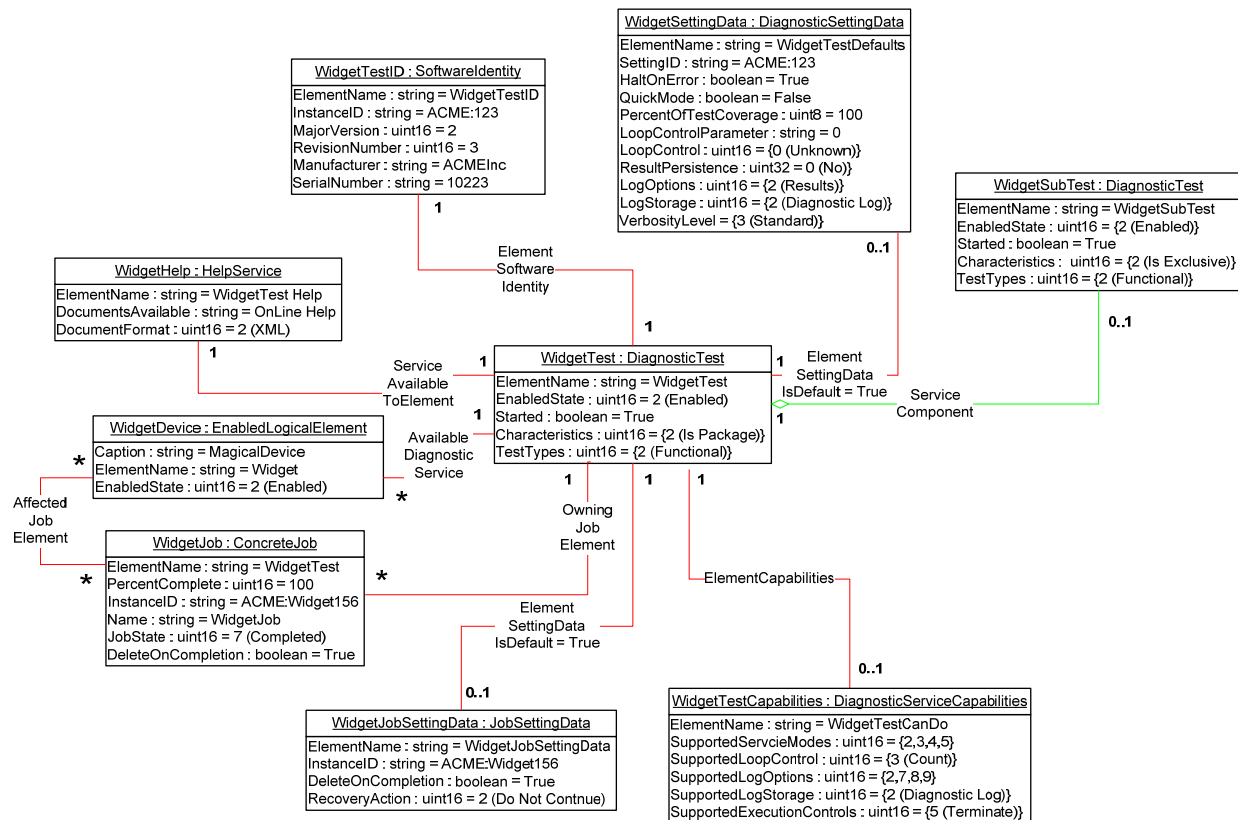 WidgetSettingData : DiagnosticSettingData
ElementName : string = WidgetTestDefaults
SettingID : string = ACME:123
HaltOnError : boolean = True
QuickMode : boolean = False
PercentOfTestCoverage : uint8 = 100
LoopControlParameter : string = 0
LoopControl : uint16 = {0 (Unknown)}
ResultPersistence : uint32 = 0 (No)}
LogOptions : uint16 = {2 (Results)}
LogStorage : uint16 = {2 (Diagnostic Log)}
VerbosityLevel = {3 (Standard)}
0..1
WidgetTestID : SoftwareIdentity
ElementName : string = WidgetTestID
InstanceID : string = ACME:123
MajorVersion : uint16 = 2
RevisionNumber : uint16 = 3
Manufacturer : string = ACMEInc
SerialNumber : string = 10223
1
Element
Software
Identity
1
WidgetSubTest : DiagnosticTest
ElementName : string = WidgetSubTest
EnabledState : uint16 = {2 (Enabled)}
Started : boolean = True
Characteristics : uint16 = {2 (Is Exclusive)}
TestTypes : uint16 = {2 (Functional)}
0..1
WidgetHelp : HelpService
ElementName : string = WidgetTest Help
DocumentsAvailable : string = OnLine Help
DocumentFormat : uint16 = 2 (XML)
1
Service
Available
ToElement
1
WidgetTest : DiagnosticTest
ElementName : string = WidgetTest
EnabledState : uint16 = 2 (Enabled)
Started : boolean = True
Characteristics : uint16 = {2 (Is Package)}
TestTypes : uint16 = {2 (Functional)}
1
Element
SettingData
IsDefault = True
1
Service
Component
WidgetDevice : EnabledLogicalElement
Caption : string = MagicalDevice
ElementName : string = Widget
EnabledState : uint16 = 2 (Enabled)
1
Available
Diagnostic
Service
*
*
Affected
Job
Element
*
WidgetJob : ConcreteJob
ElementName : string = WidgetTest
PercentComplete : uint16 = 100
InstanceID : string = ACME:Widget156
Name : string = WidgetJob
JobState : uint16 = 7 (Completed)
DeleteOnCompletion : boolean = True
*
1
Owning
Job
Element
1
Element
SettingData
IsDefault = True
0..1
1
ElementCapabilities
0..1
WidgetJobSettingData : JobSettingData
ElementName : string = WidgetJobSettingData
InstanceID : string = ACME:Widget156
DeleteOnCompletion : boolean = True
RecoveryAction : uint16 = 2 (Do Not Contnue)
WidgetTestCapabilities : DiagnosticServiceCapabilities
ElementName : string = WidgetTestCanDo
SupportedServcieModes : uint16 = {2,3,4,5}
SupportedLoopControl : uint16 = {3 (Count)}
SupportedLogOptions : uint16 = {2,7,8,9}
SupportedLogStorage : uint16 = {2 (Diagnostic Log)}
SupportedExecutionControls : uint16 = {5 (Terminate)}